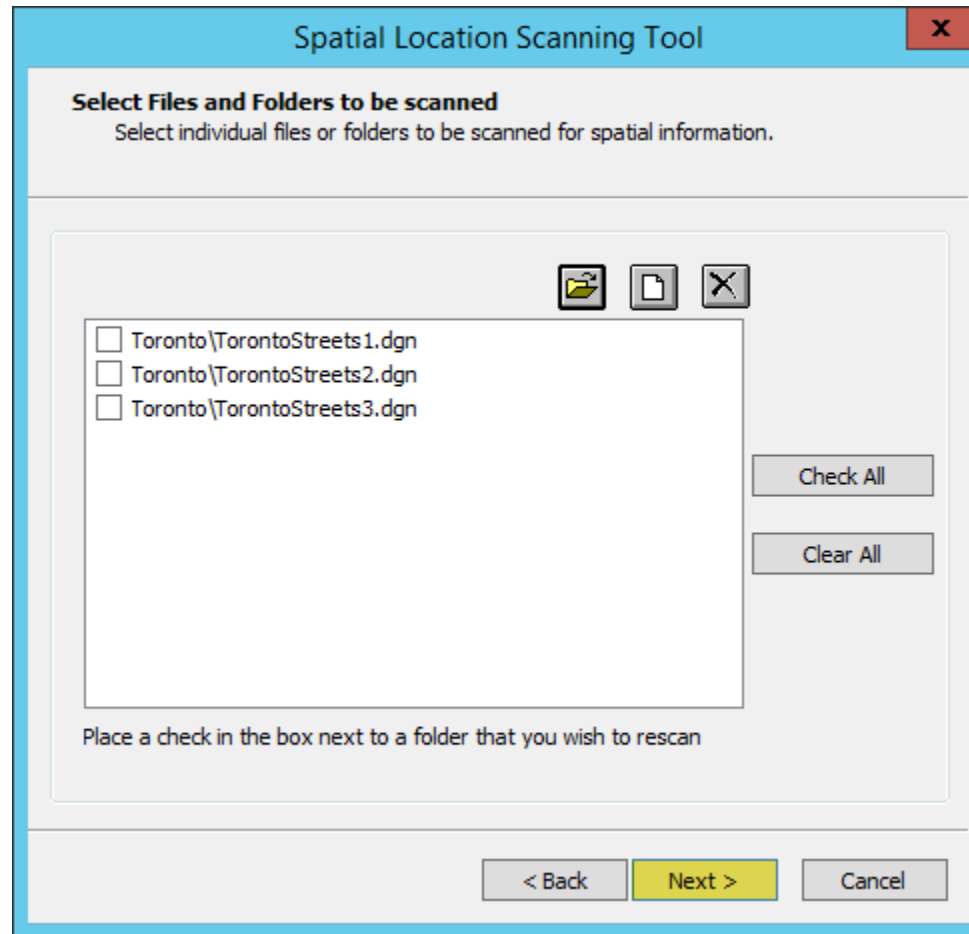 Spatial Location Scanning Tool
x
Select Files and Folders to be scanned
Select individual files or folders to be scanned for spatial information.
Toronto\TorontoStreets1.dgn
Toronto\TorontoStreets2.dgn
Toronto\TorontoStreets3.dgn
Check All
Clear All
Place a check in the box next to a folder that you wish to rescan
< Back
Next >
Cancel